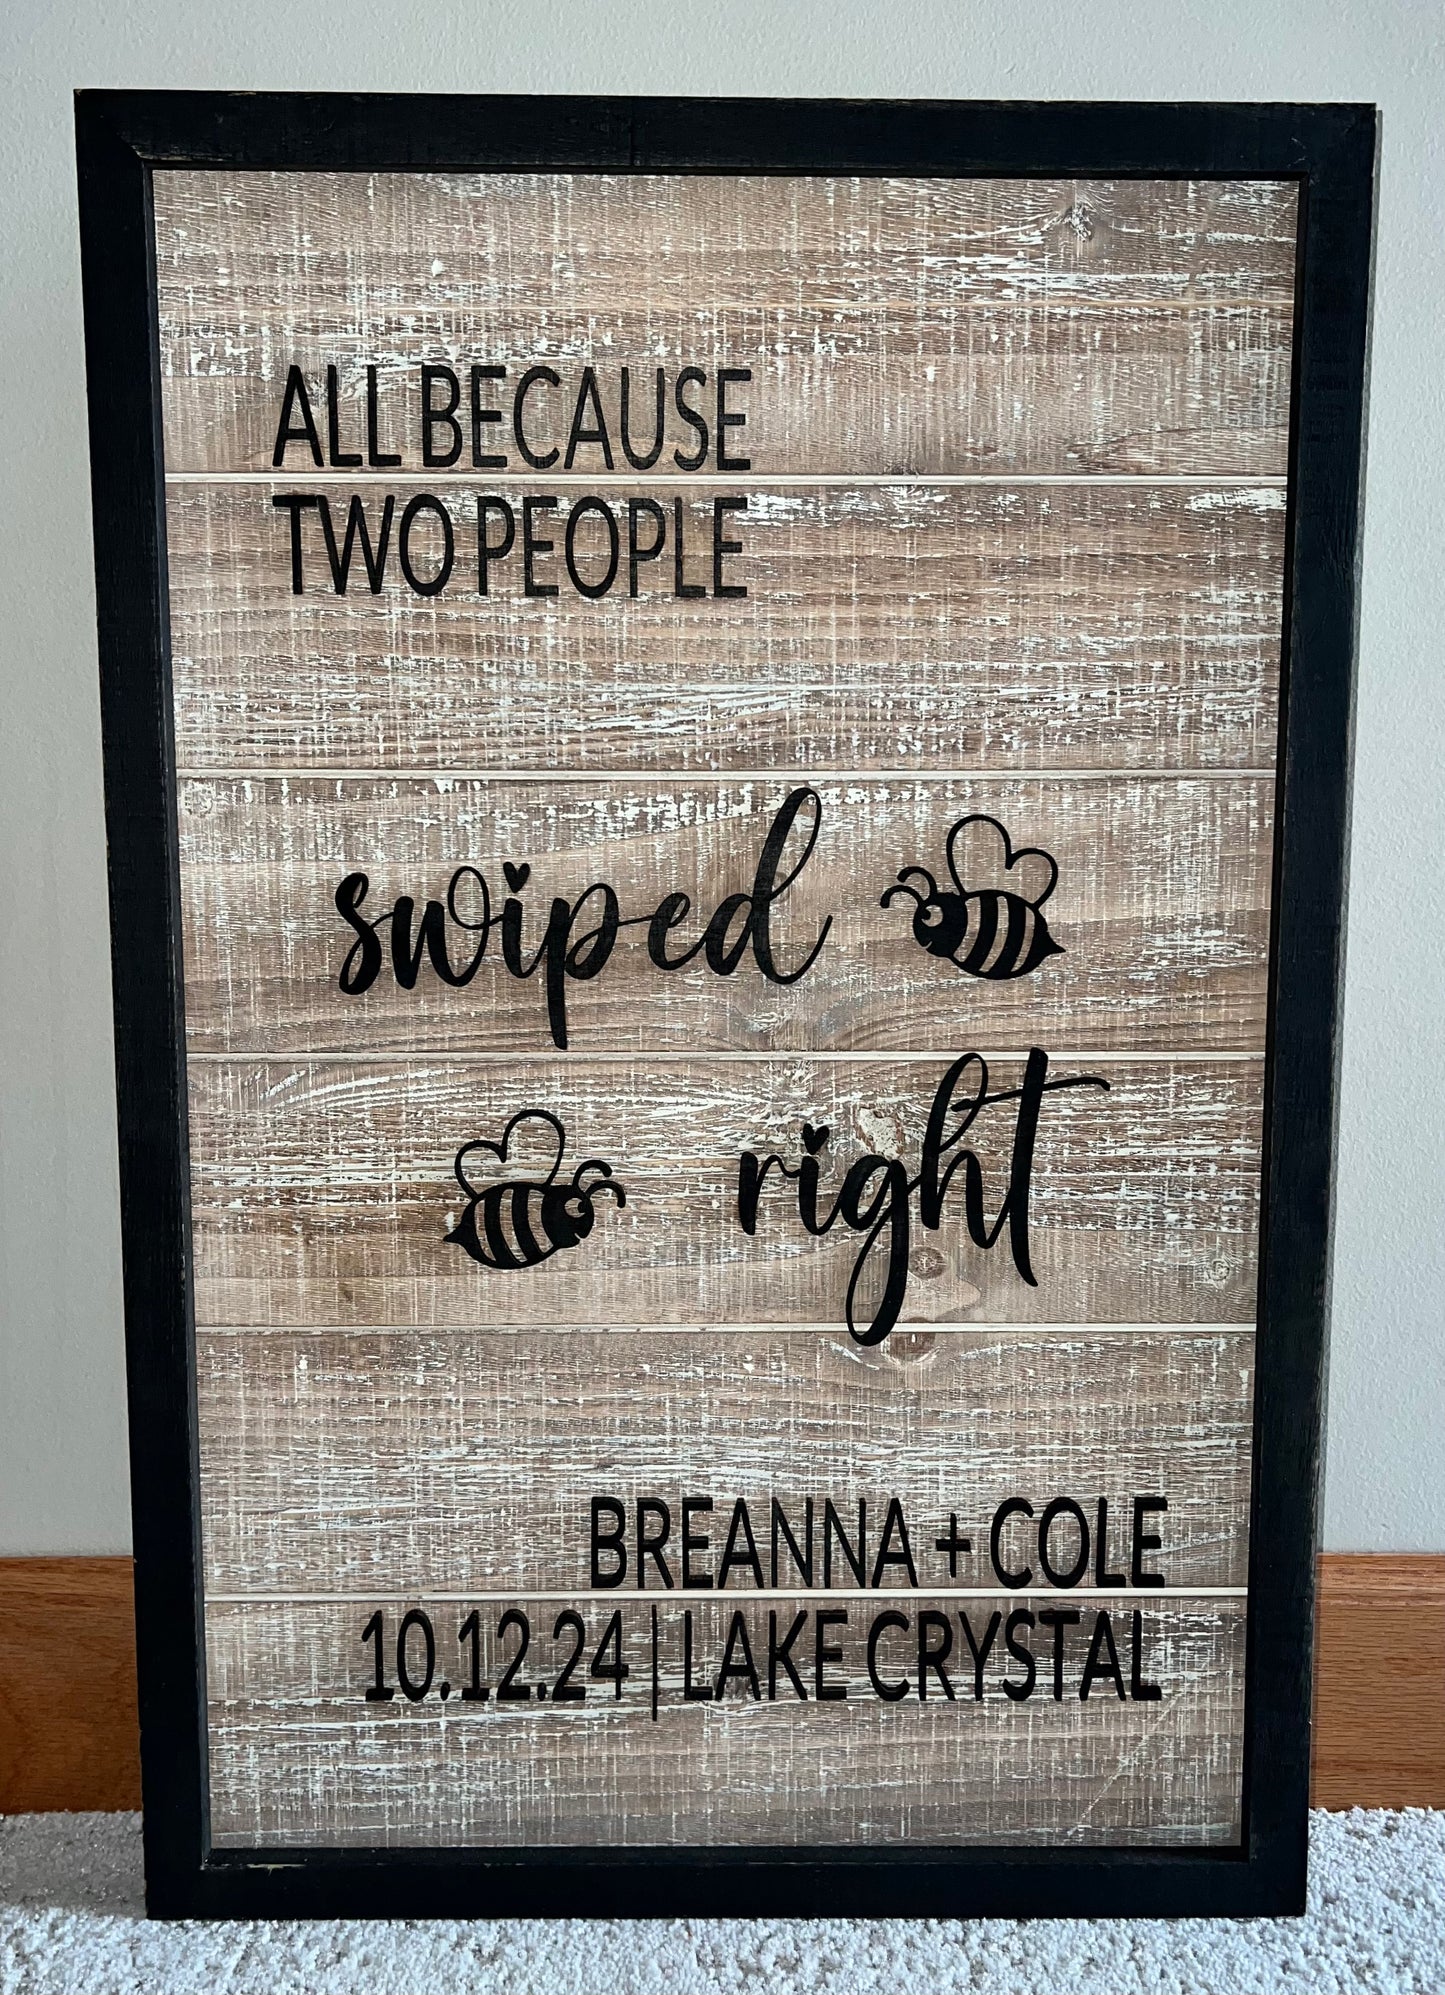 ALL BECAUSE
TWO PEOPLE
swiped
right
BREANNA + COLE
10.12.24 | LAKE CRYSTAL